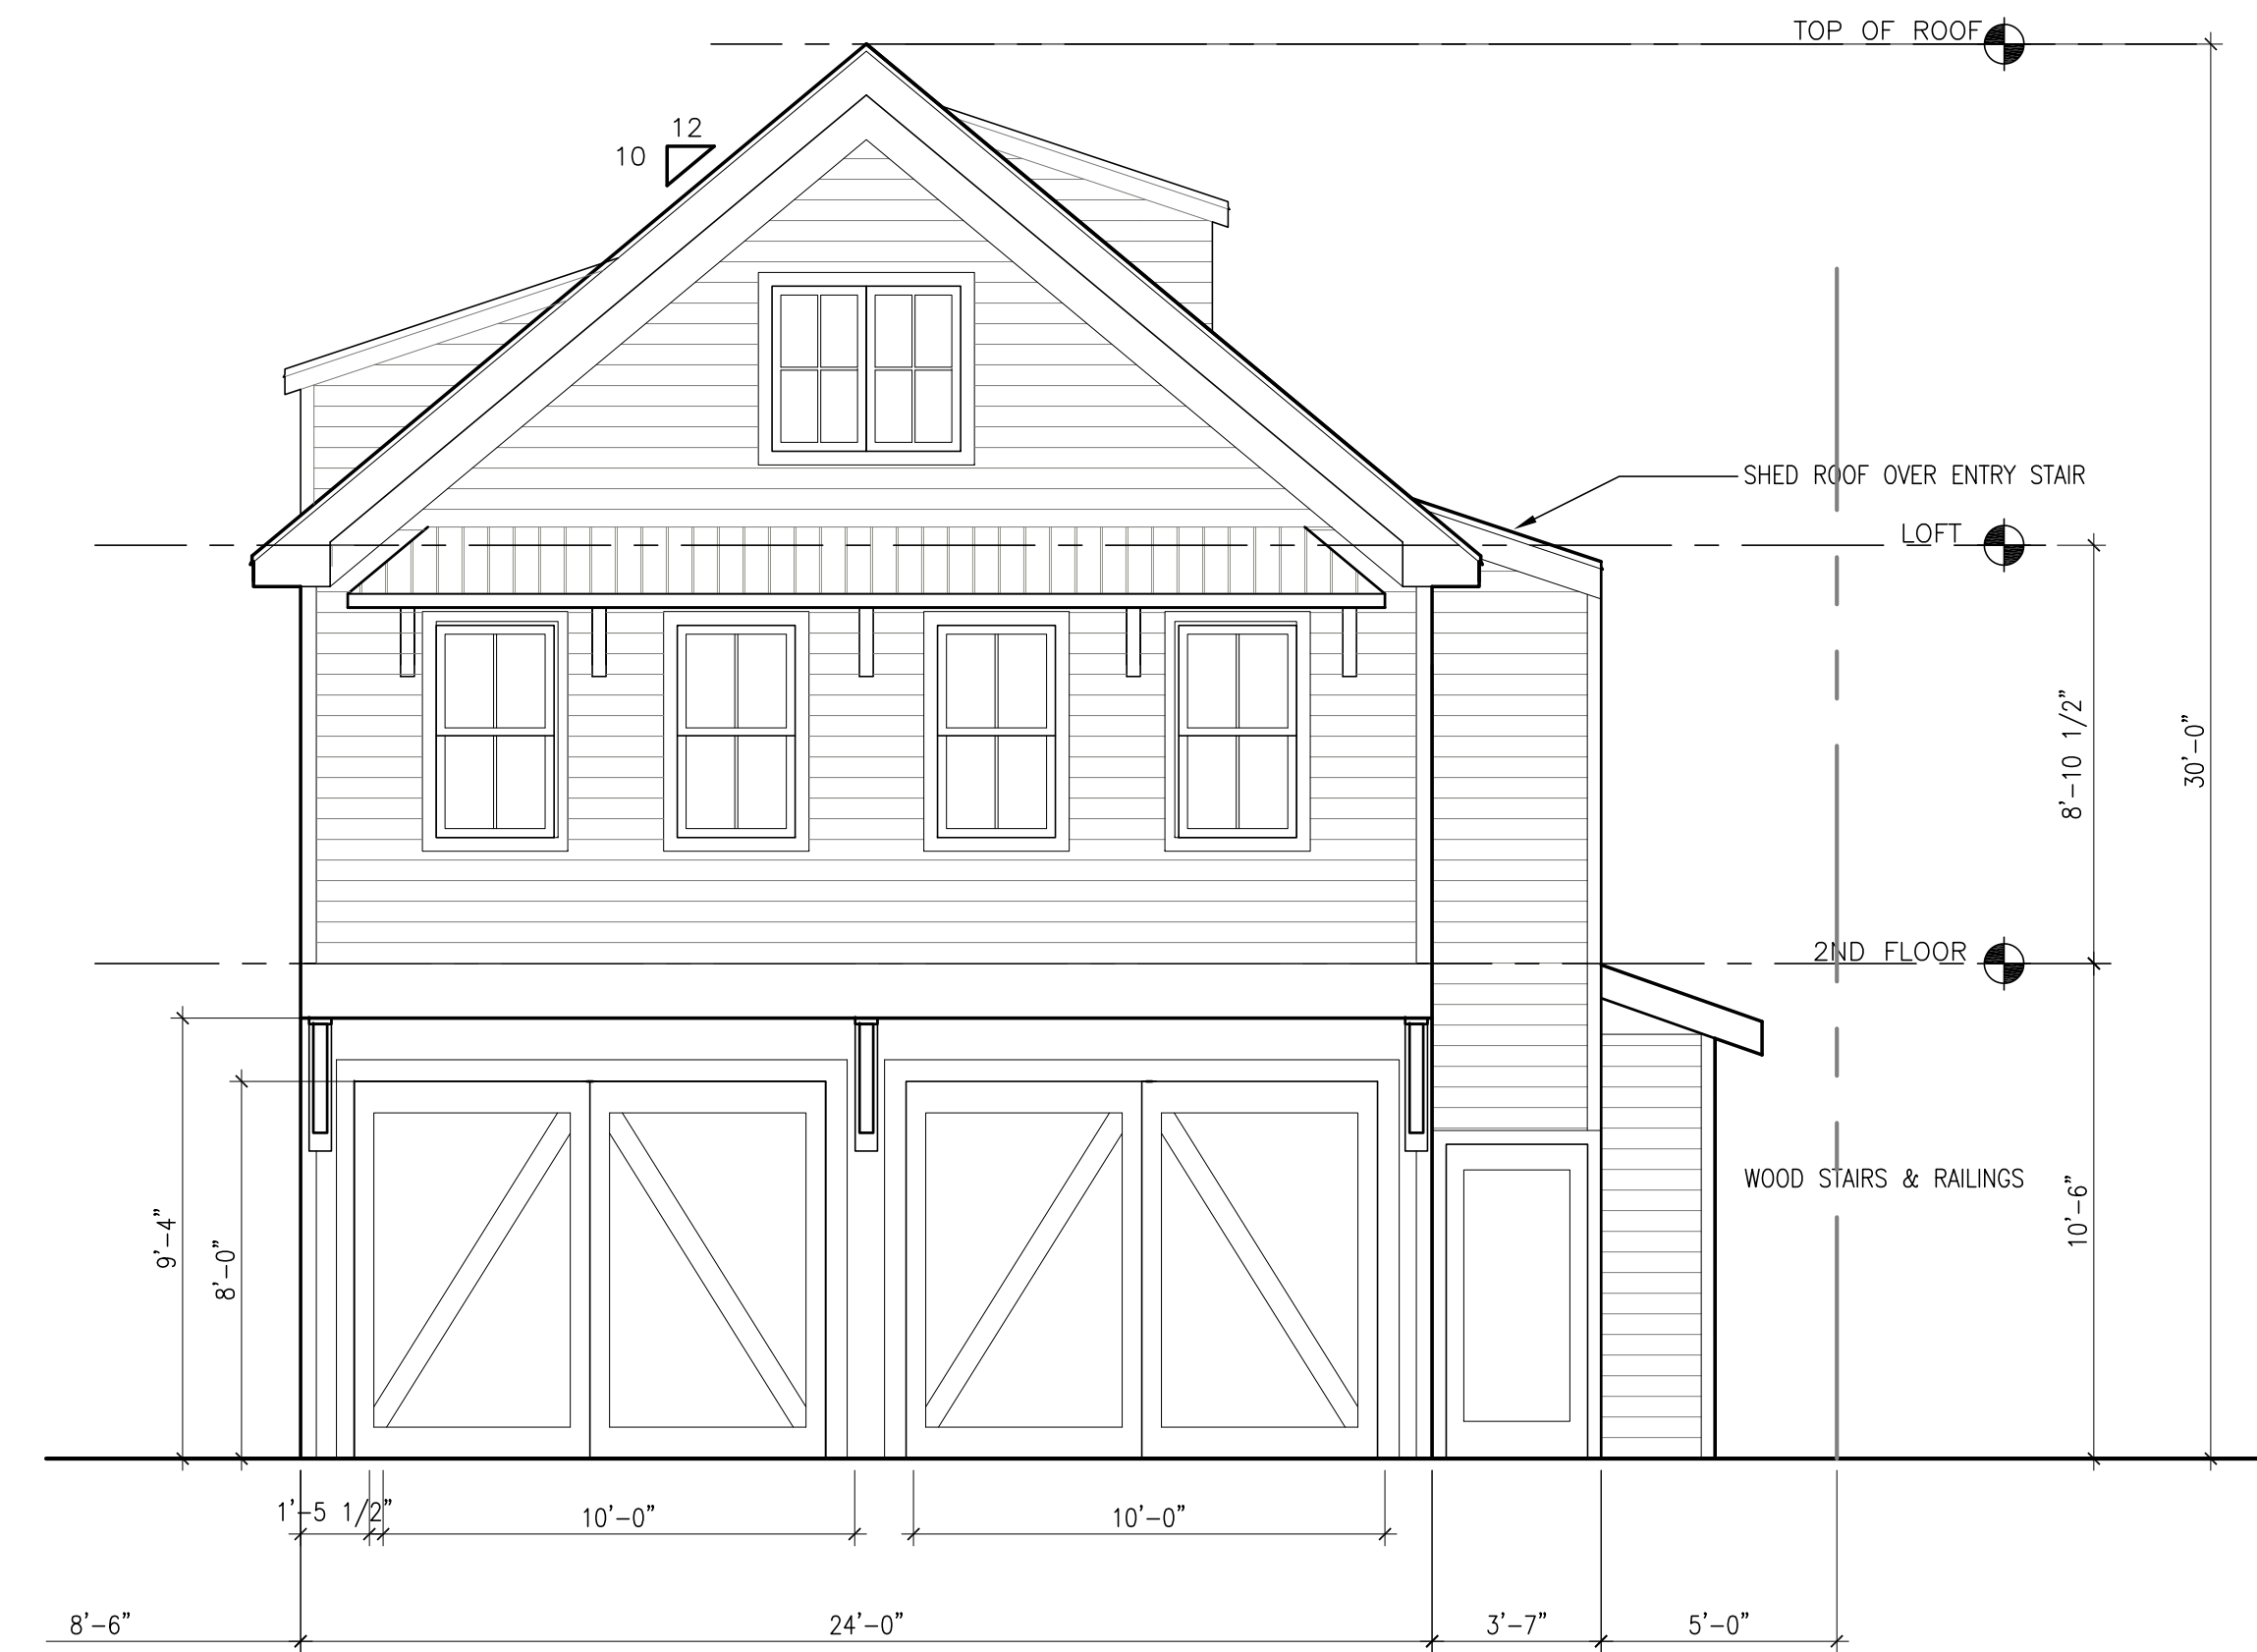 TOP OF ROOF
12
10
SHED ROOF OVER ENTRY STAIR
LOFT
8'-10 1/2"
30'-0"
2ND FLOOR
WOOD STAIRS & RAILINGS
10'-6"
9'-4"
8'-0"
1'-5 1/2"
10'-0"
10'-0"
8'-6"
24'-0"
3'-7"
5'-0"